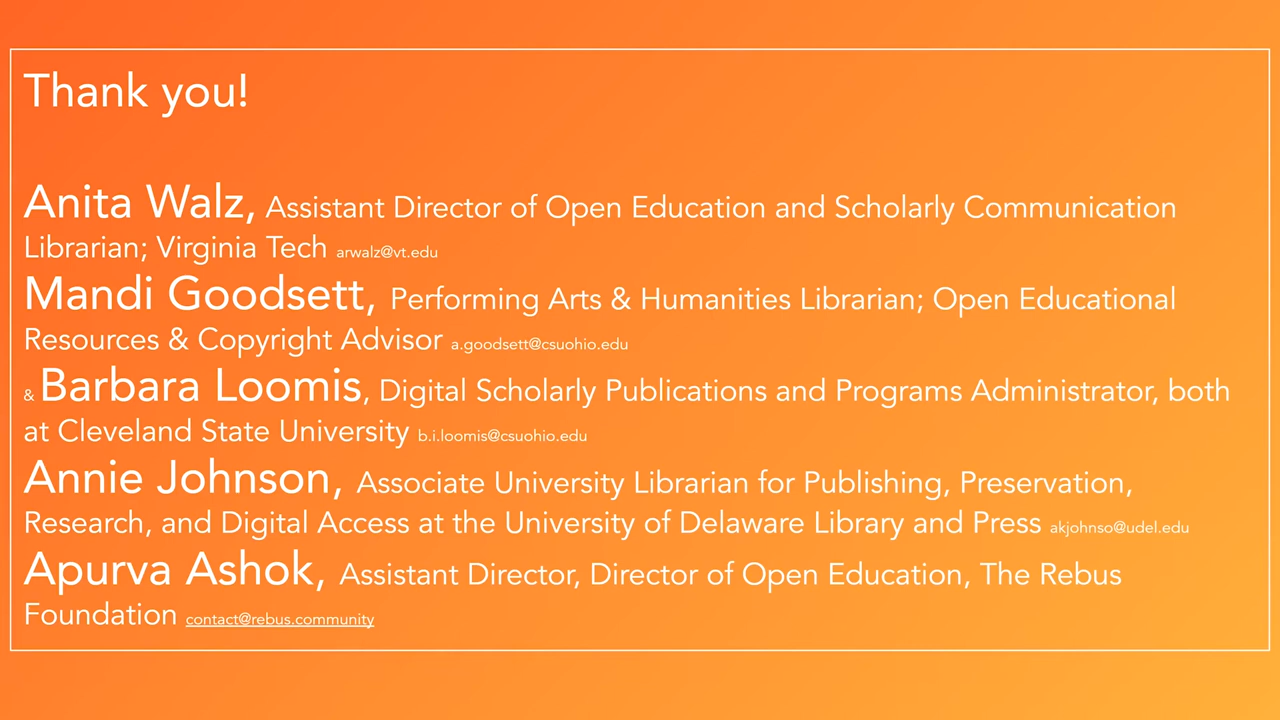 Thank you!
Anita Walz, Assistant Director of Open Education and Scholarly Communication
Librarian; Virginia Tech arwalz@vt.edu
Mandi Goodsett, Performing Arts & Humanities Librarian; Open Educational
Resources & Copyright Advisor a.goodsett@csuohio.edu
& Barbara Loomis, Digital Scholarly Publications and Programs Administrator, both
at Cleveland State University b.i.loomis@csuohio.edu
Annie Johnson, Associate University Librarian for Publishing, Preservation,
Research, and Digital Access at the University of Delaware Library and Press akjohnso@udel.edu
Apurva Ashok, Assistant Director, Director of Open Education, The Rebus
Foundation contact@rebus.community